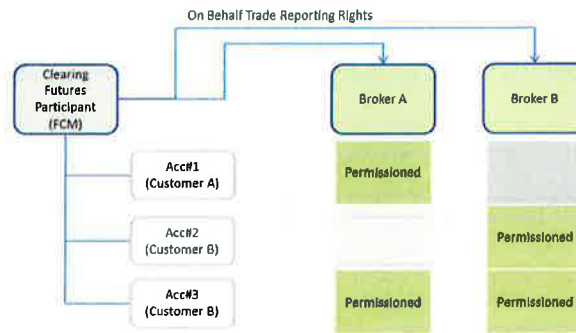 On Behalf Trade Reporting Rights
Clearing
Futures
Participant
(FCM)
Broker A
Broker B
Acc#1
(Customer A)
Permissioned
Acc#2
(Customer B)
Permissioned
Acc#3
(Customer B)
Permissioned
Permissioned